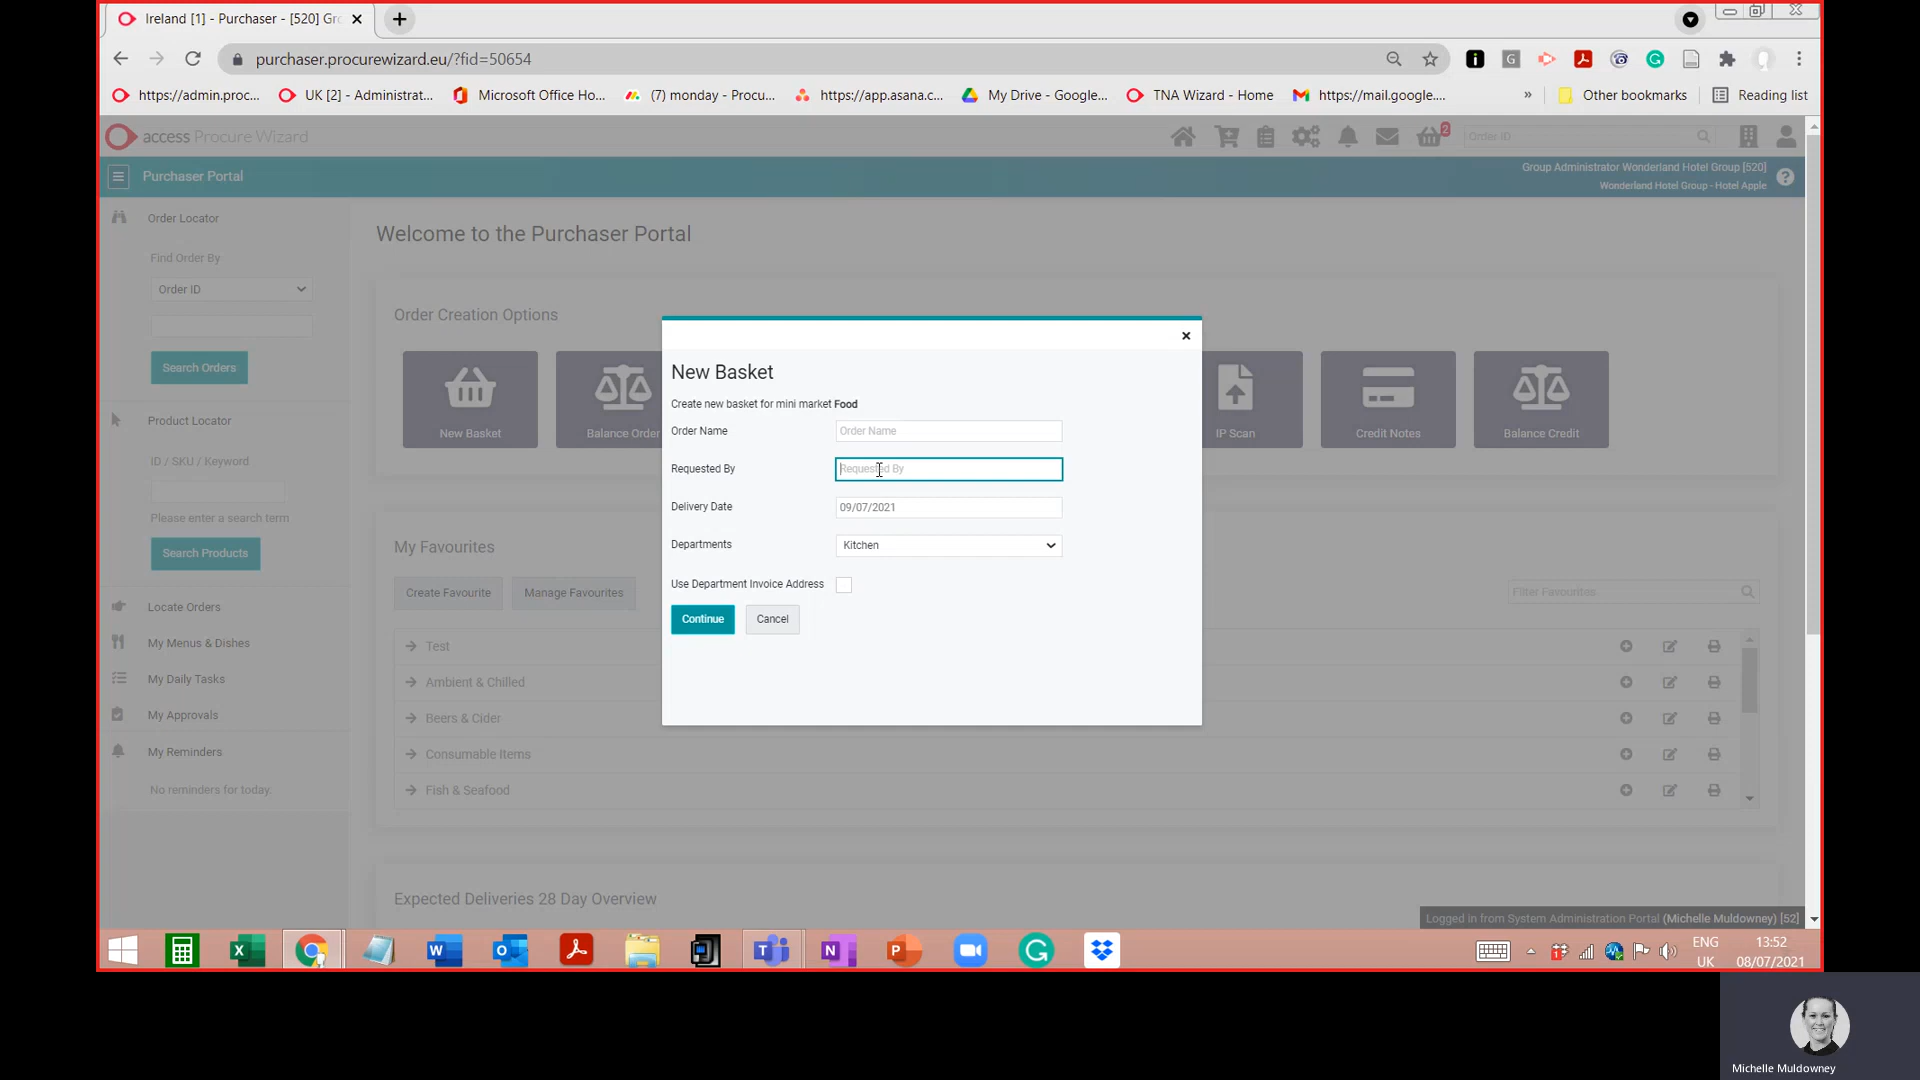 Ireland [1] - Purchaser - [520] Gr
purchaser.procurewizard.eu/?fid=50654
https://admin.proc...
UK [2] - Administrat...
Microsoft Office Ho...
(7) monday - Procu...
https://app.asana.c...
My Drive - Google...
TNA Wizard - Home
https://mail.google....
»
Other bookmarks
Reading list
access Procure Wizard
2
Order ID
Purchaser Portal
Group Administrator Wonderland Hotel Group [520]
Wonderland Hotel Group - Hotel Apple
Order Locator
Find Order By
Order ID
Search Orders
Product Locator
ID / SKU / Keyword
Please enter a search term
Search Products
Locate Orders
My Menus & Dishes
My Daily Tasks
My Approvals
My Reminders
No reminders for today.
Welcome to the Purchaser Portal
Order Creation Options
New Basket
Balance Order
IP Scan
Credit Notes
Balance Credit
New Basket
Create new basket for mini market Food
Order Name
Order Name
Requested By
Requested By
Delivery Date
09/07/2021
Departments
Kitchen
Use Department Invoice Address
Continue
Cancel
My Favourites
Create Favourite
Manage Favourites
Filter Favourites
Test
Ambient & Chilled
Beers & Cider
Consumable Items
Fish & Seafood
Expected Deliveries 28 Day Overview
Logged in from System Administration Portal (Michelle Muldowney) [52]
ENG
UK
13:52
08/07/2021
Michelle Muldowney